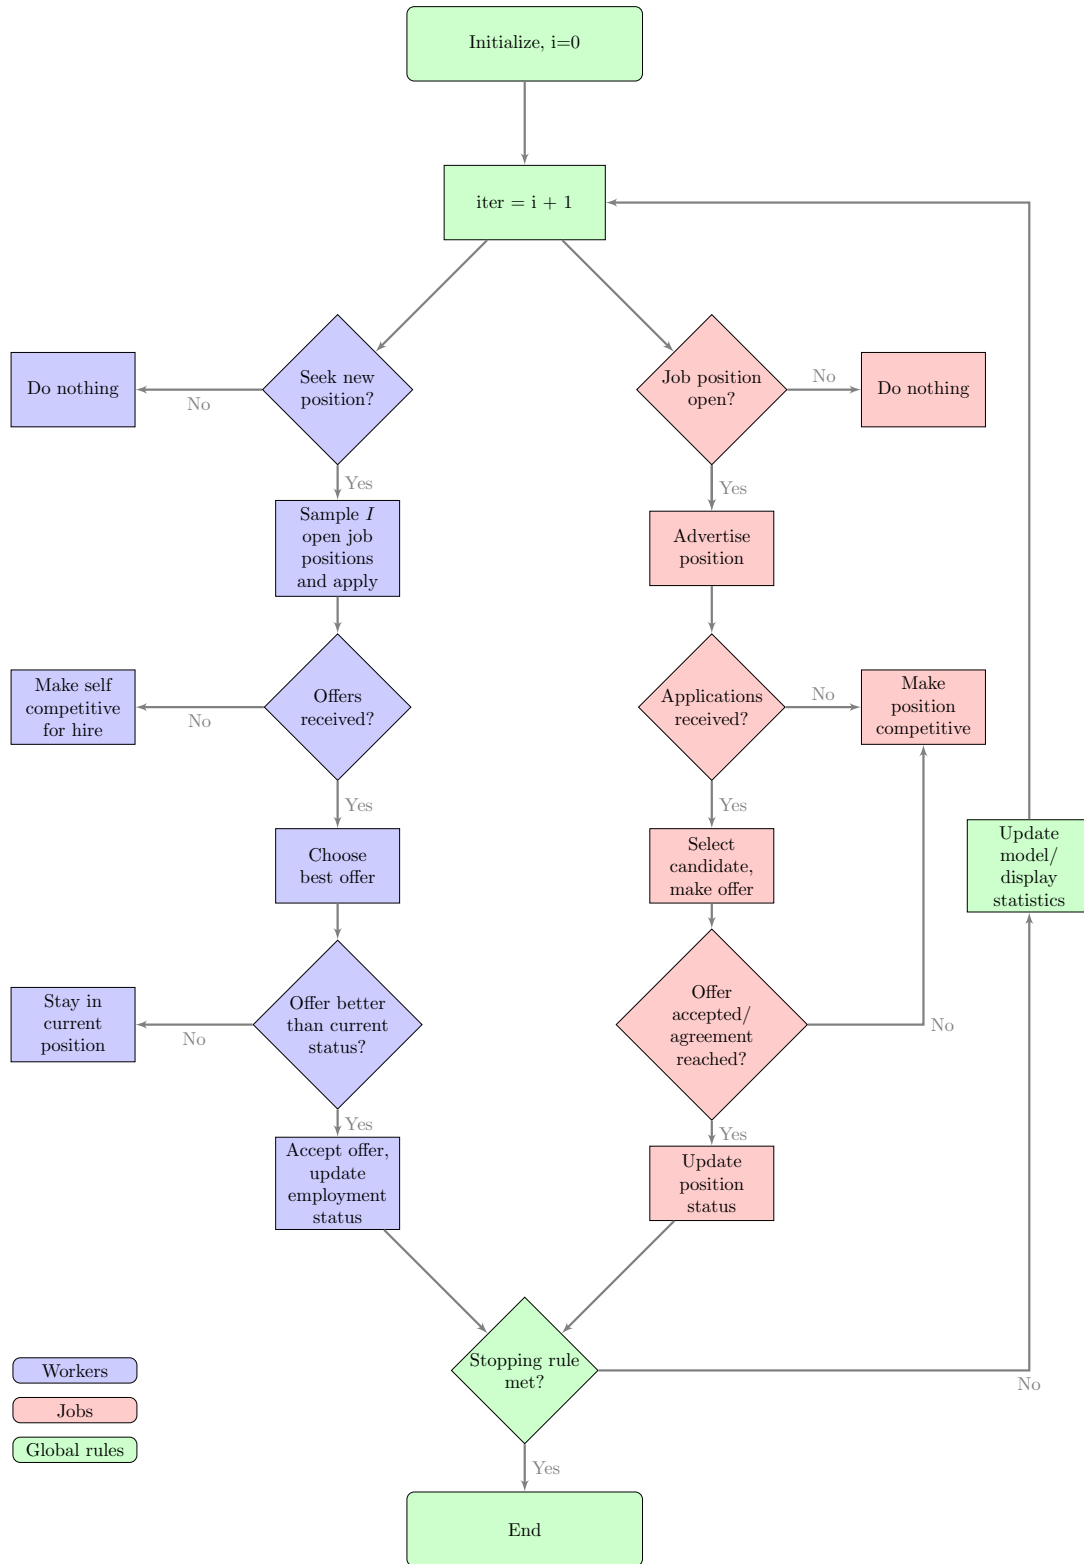 Initialize, i=0
iter = i + 1
Seek new
position?
No
Do nothing
Yes
Job position
open?
No
Do nothing
Yes
Sample I
open job
positions
and apply
Advertise
position
Offers
received?
No
Make self
competitive
for hire
Yes
Applications
received?
No
Make
position
competitive
Yes
Choose
best offer
Select
candidate,
make offer
Update
model/
display
statistics
Offer better
than current
status?
No
Stay in
current
position
Yes
Offer
accepted/
agreement
reached?
No
Yes
Accept offer,
update
employment
status
Update
position
status
Stopping rule
met?
No
Yes
Workers
Jobs
Global rules
End